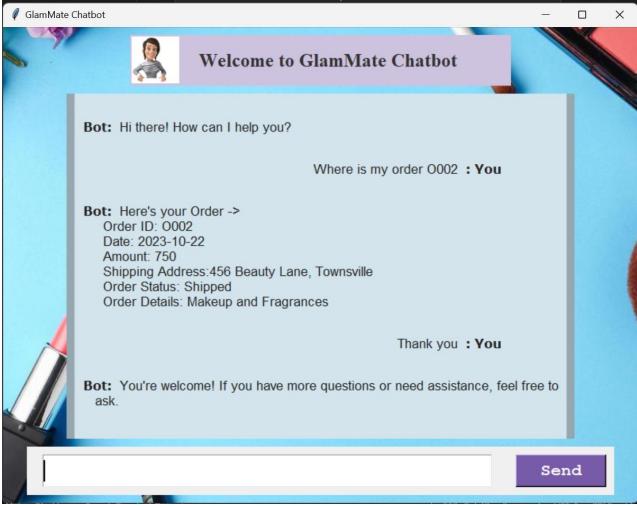 GlamMate Chatbot
Welcome to GlamMate Chatbot
Bot: Hi there! How can I help you?
Where is my order O002 : You
Bot: Here's your Order ->
Order ID: O002
Date: 2023-10-22
Amount: 750
Shipping Address:456 Beauty Lane, Townsville
Order Status: Shipped
Order Details: Makeup and Fragrances
Thank you : You
Bot: You're welcome! If you have more questions or need assistance, feel free to
ask.
Send